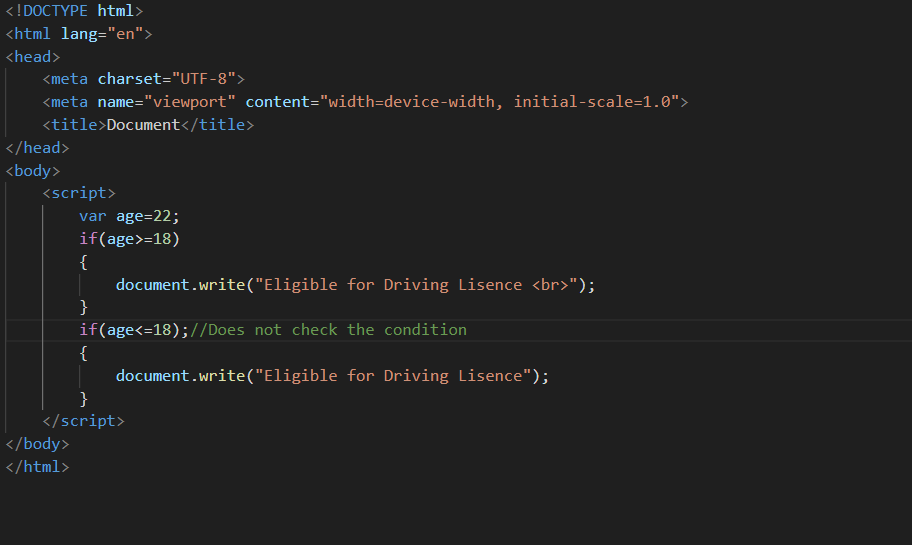 <!DOCTYPE html>
<html lang="en">
<head>
    <meta charset="UTF-8">
    <meta name="viewport" content="width=device-width, initial-scale=1.0">
    <title>Document</title>
</head>
<body>
    <script>
        var age=22;
        if(age>=18)
        {
            document.write("Eligible for Driving Lisence <br>");
        }
        if(age<=18);//Does not check the condition
        {
            document.write("Eligible for Driving Lisence");
        }
    </script>
</body>
</html>